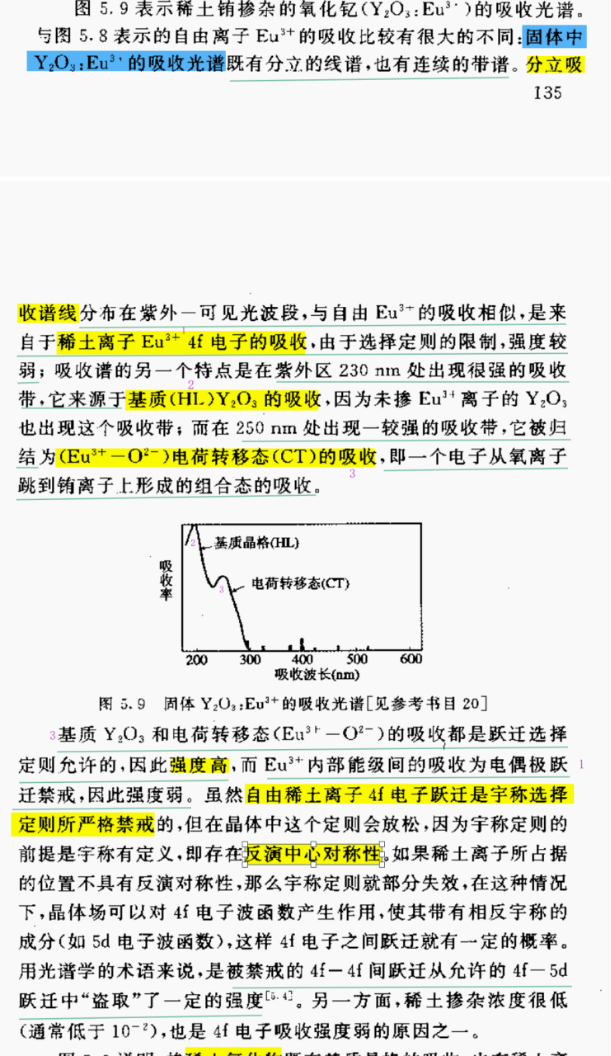 图 5.9 表示稀土铕掺杂的氧化钇(Y₂O₃:Eu³⁺)的吸收光谱。
与图 5.8 表示的自由离子 Eu³⁺ 的吸收比较有很大的不同:固体中
Y₂O₃:Eu³⁺ 的吸收光谱既有分立的线谱,也有连续的带谱。分立吸
135
收谱线分布在紫外—可见光波段,与自由 Eu³⁺ 的吸收相似,是来
自于稀土离子 Eu³⁺ 4f 电子的吸收,由于选择定则的限制,强度较
弱;吸收谱的另一个特点是在紫外区 230 nm 处出现很强的吸收
2
带,它来源于基质(HL)Y₂O₃ 的吸收,因为未掺 Eu³⁺ 离子的 Y₂O₃
也出现这个吸收带;而在 250 nm 处出现一较强的吸收带,它被归
结为(Eu³⁺—O²⁻)电荷转移态(CT)的吸收,即一个电子从氧离子
3
跳到铕离子上形成的组合态的吸收。
2
基质晶格(HL)
3
电荷转移态(CT)
吸收率
200 300 400 500 600
吸收波长(nm)
图 5.9 固体 Y₂O₃:Eu³⁺ 的吸收光谱[见参考书目 20]
3 基质 Y₂O₃ 和电荷转移态(Eu³⁺—O²⁻)的吸收都是跃迁选择
定则允许的,因此强度高,而 Eu³⁺ 内部能级间的吸收为电偶极跃 1
迁禁戒,因此强度弱。虽然自由稀土离子 4f 电子跃迁是宇称选择
定则所严格禁戒的,但在晶体中这个定则会放松,因为宇称定则的
前提是宇称有定义,即存在反演中心对称性。如果稀土离子所占据
的位置不具有反演对称性,那么宇称定则就部分失效,在这种情况
下,晶体场可以对 4f 电子波函数产生作用,使其带有相反宇称的
成分(如 5d 电子波函数),这样 4f 电子之间跃迁就有一定的概率。
用光谱学的术语来说,是被禁戒的 4f—4f 间跃迁从允许的 4f—5d
跃迁中“盗取”了一定的强度[5.4]。另一方面,稀土掺杂浓度很低
(通常低于 10⁻²),也是 4f 电子吸收强度弱的原因之一。